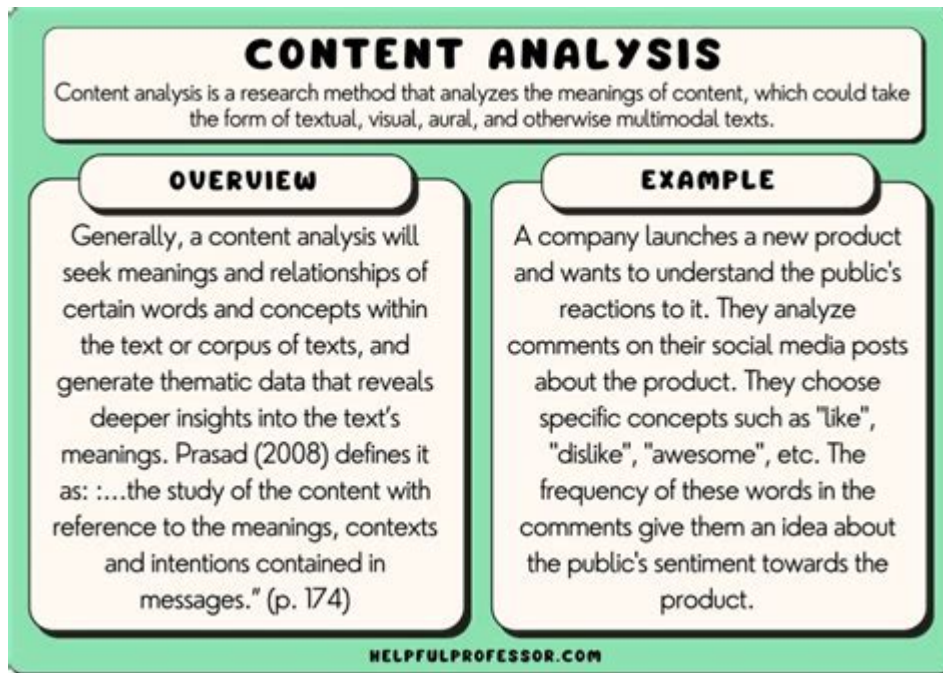 CONTENT ANALYSIS
Content analysis is a research method that analyzes the meanings of content, which could take
the form of textual, visual, aural, and otherwise multimodal texts.
OVERVIEW
Generally, a content analysis will
seek meanings and relationships of
certain words and concepts within
the text or corpus of texts, and
generate thematic data that reveals
deeper insights into the text's
meanings. Prasad (2008) defines it
as: :...the study of the content with
reference to the meanings, contexts
and intentions contained in
messages.” (p. 174)
EXAMPLE
A company launches a new product
and wants to understand the public's
reactions to it. They analyze
comments on their social media posts
about the product. They choose
specific concepts such as "like",
"dislike", "awesome", etc. The
frequency of these words in the
comments give them an idea about
the public's sentiment towards the
product.
HELPFULPROFESSOR.COM